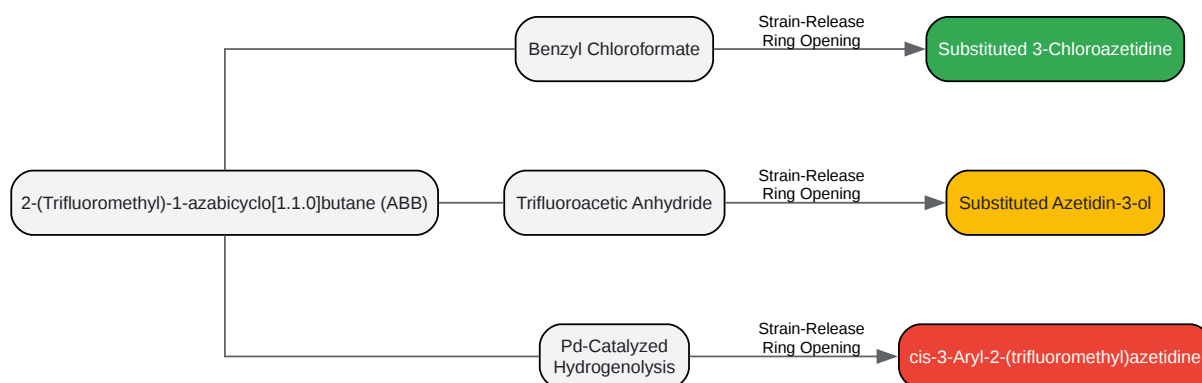 Benzyl Chloroformate
Strain-Release
Ring Opening
Substituted 3-Chloroazetidine
2-(Trifluoromethyl)-1-azabicyclo[1.1.0]butane (ABB)
Trifluoroacetic Anhydride
Strain-Release
Ring Opening
Substituted Azetidin-3-ol
Pd-Catalyzed
Hydrogenolysis
Strain-Release
Ring Opening
cis-3-Aryl-2-(trifluoromethyl)azetidine